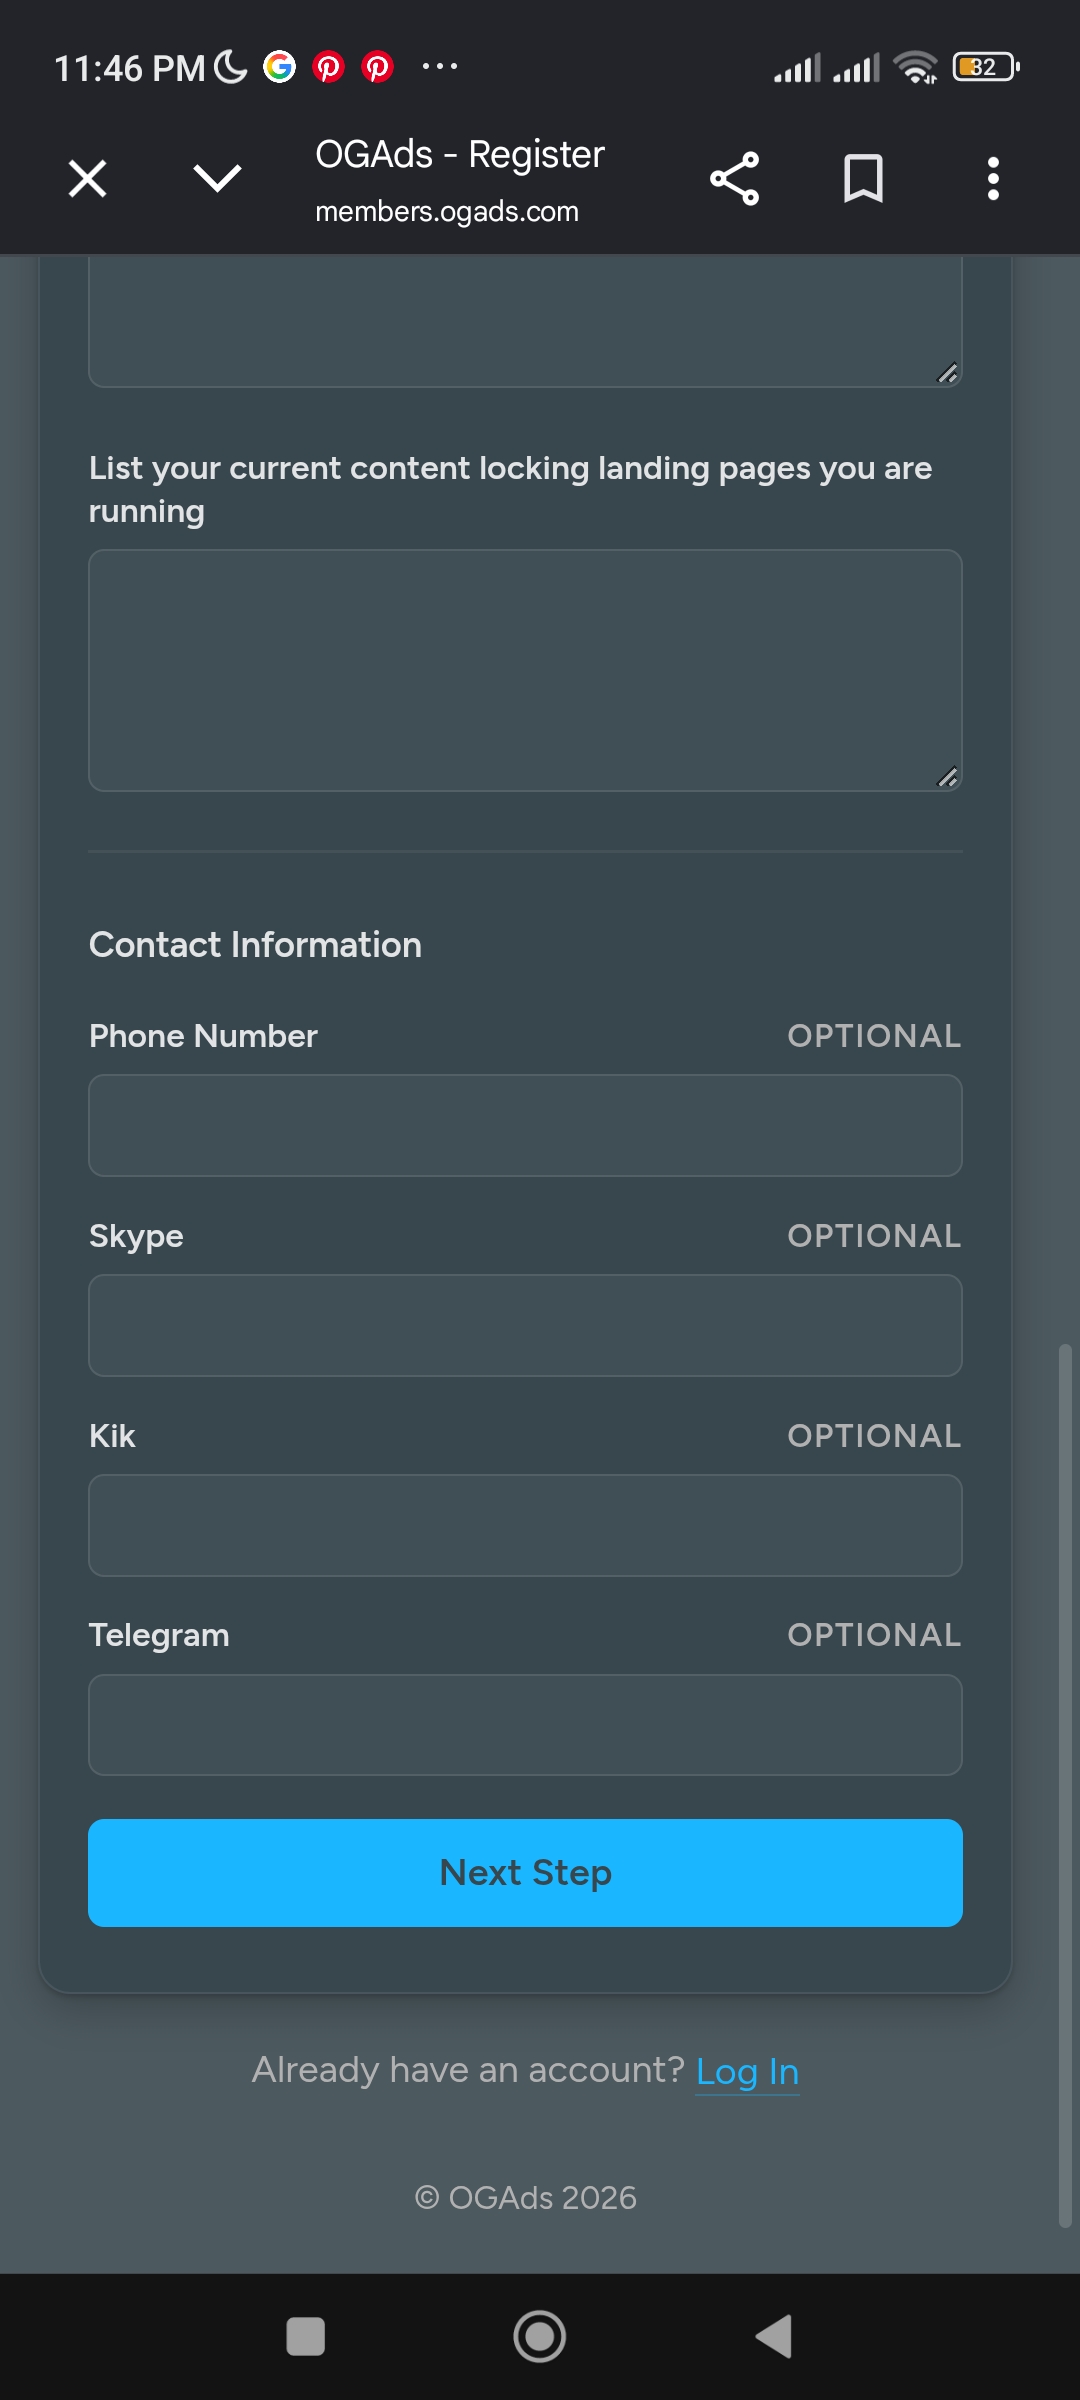 11:46 PM
32
OGAds - Register
members.ogads.com
List your current content locking landing pages you are
running
Contact Information
Phone Number OPTIONAL
Skype OPTIONAL
Kik OPTIONAL
Telegram OPTIONAL
Next Step
Already have an account? Log In
© OGAds 2026